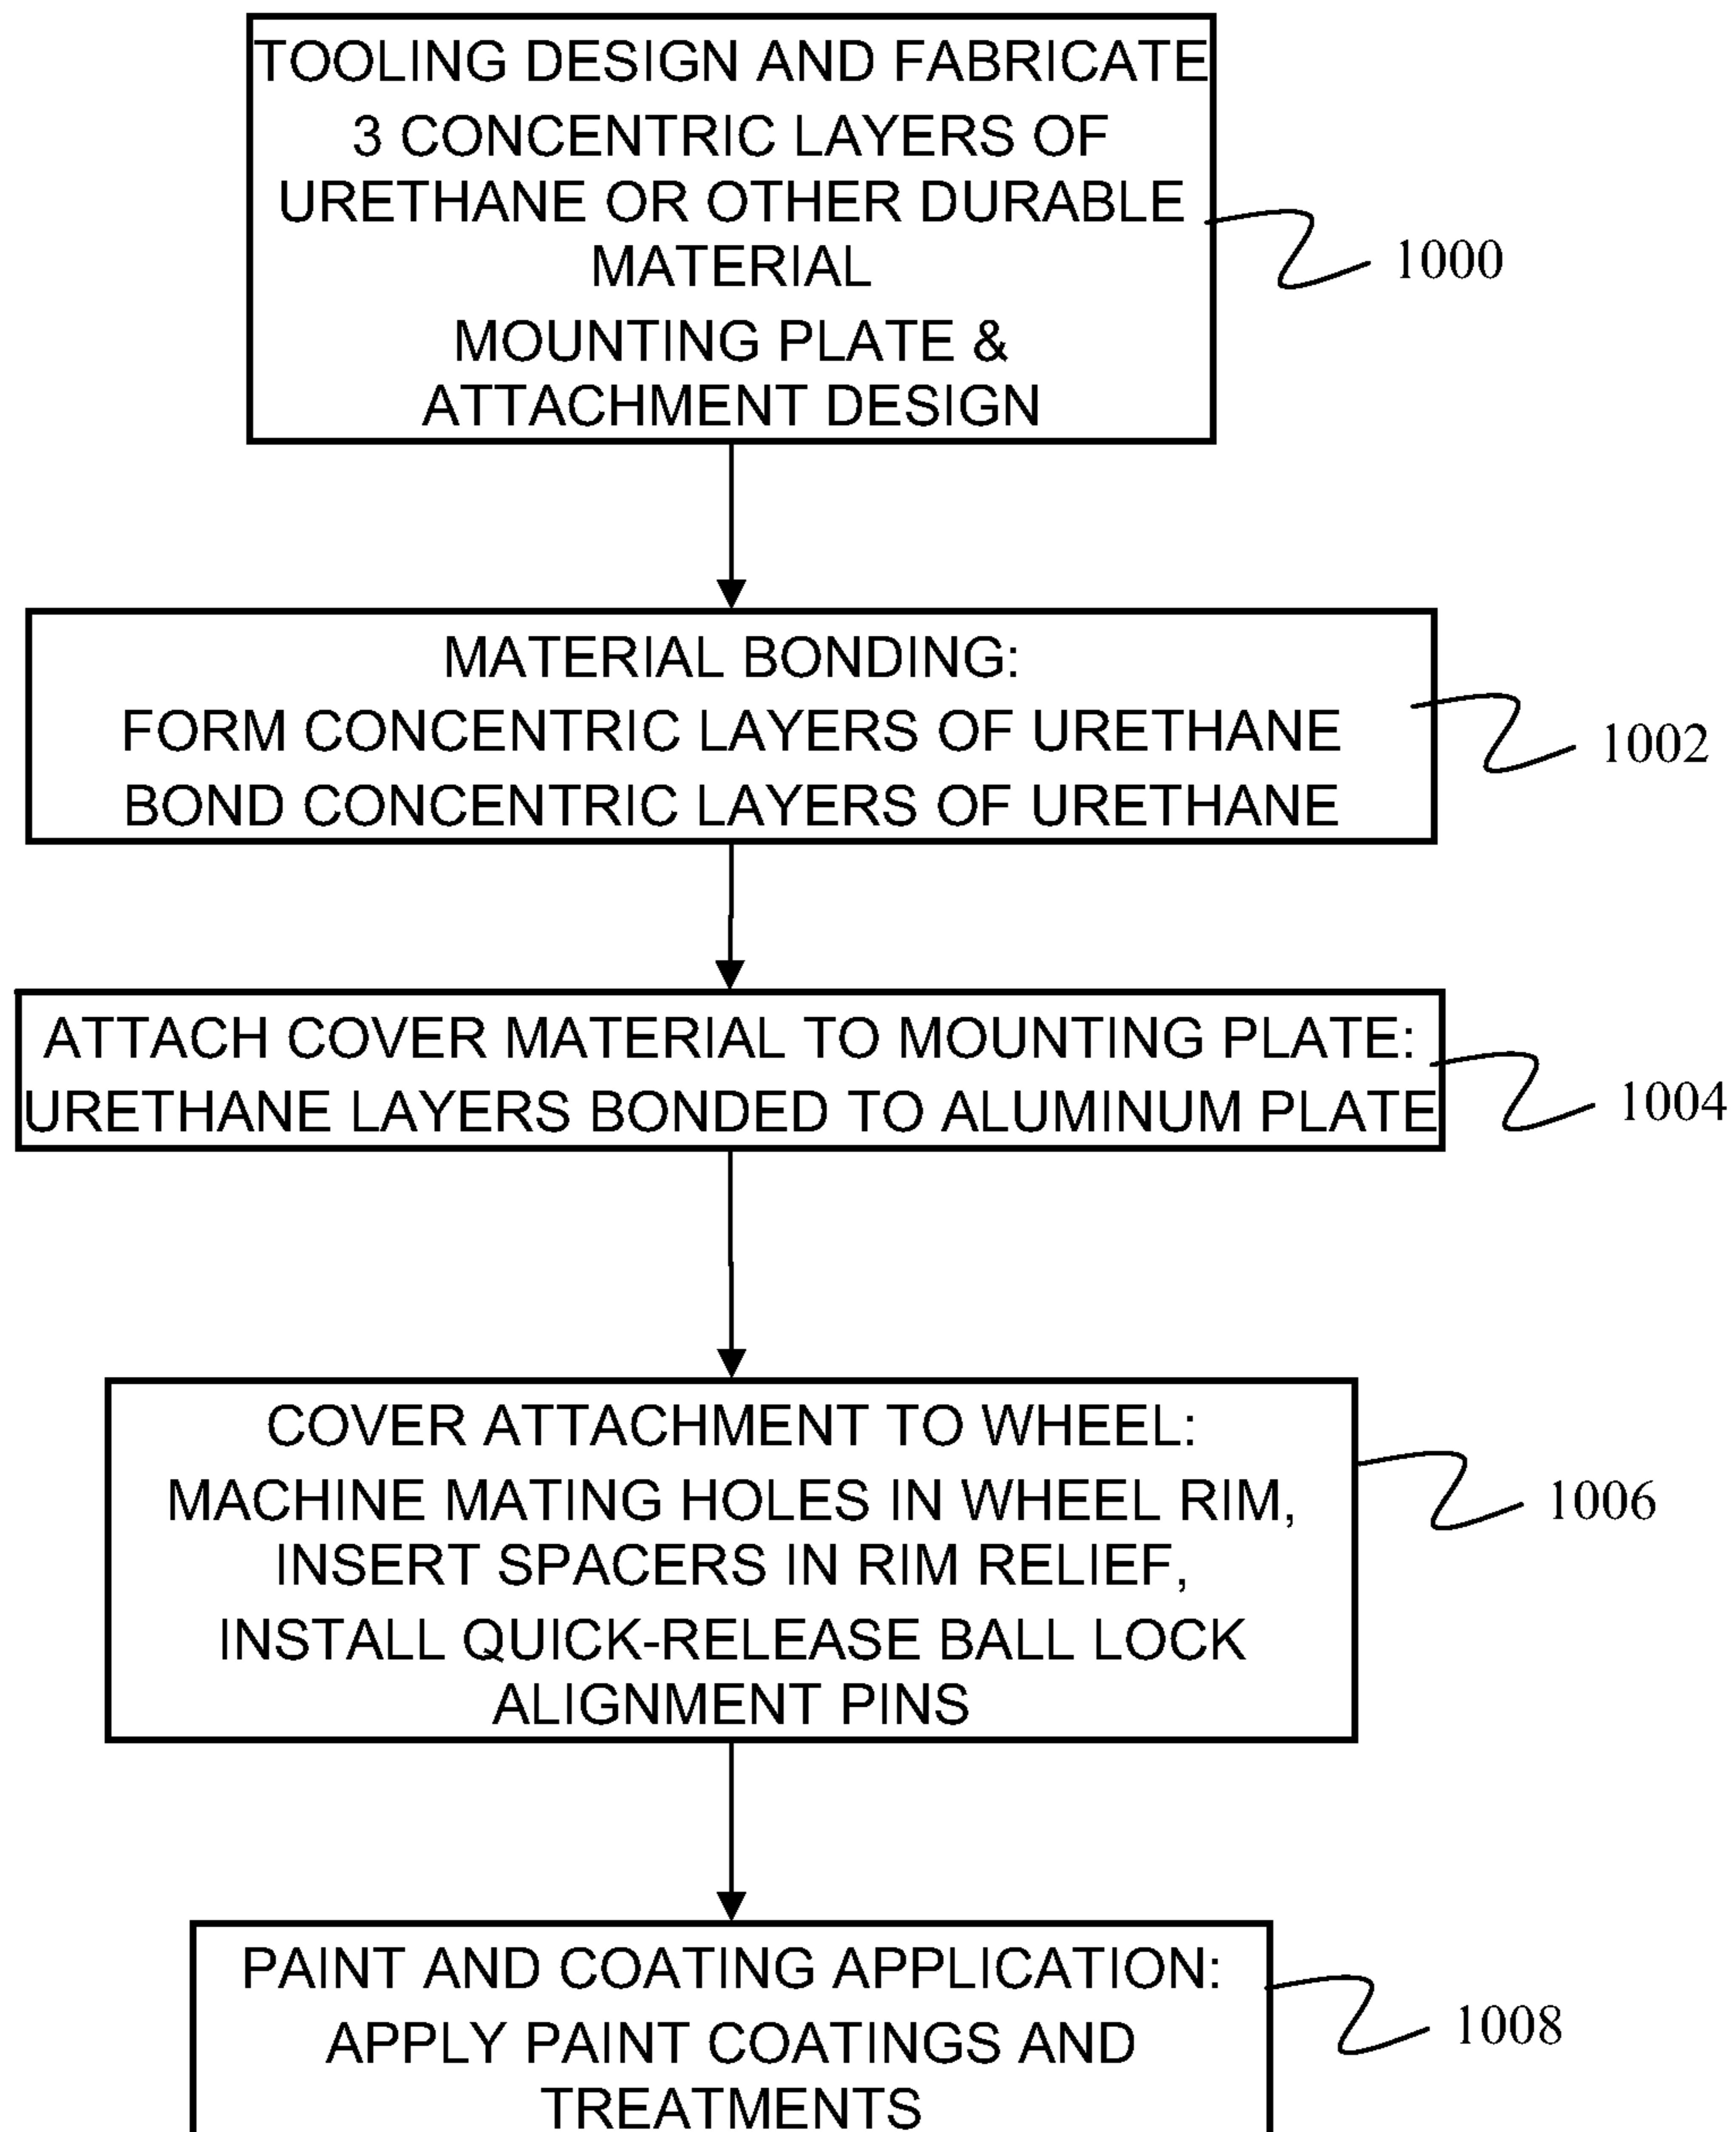 TOOLING DESIGN AND FABRICATE
3 CONCENTRIC LAYERS OF
URETHANE OR OTHER DURABLE
MATERIAL
MOUNTING PLATE &
ATTACHMENT DESIGN
1000
MATERIAL BONDING:
FORM CONCENTRIC LAYERS OF URETHANE
BOND CONCENTRIC LAYERS OF URETHANE
1002
ATTACH COVER MATERIAL TO MOUNTING PLATE:
URETHANE LAYERS BONDED TO ALUMINUM PLATE
1004
COVER ATTACHMENT TO WHEEL:
MACHINE MATING HOLES IN WHEEL RIM,
INSERT SPACERS IN RIM RELIEF,
INSTALL QUICK-RELEASE BALL LOCK
ALIGNMENT PINS
1006
PAINT AND COATING APPLICATION:
APPLY PAINT COATINGS AND
TREATMENTS
1008